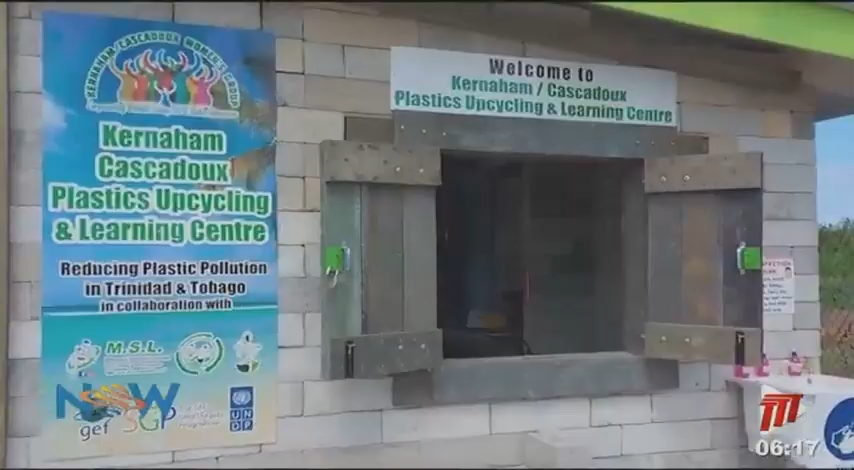 KERNAHAM/CASCADOUX WOMEN'S GROUP
Kernaham
Cascadoux
Plastics Upcycling
& Learning Centre
Reducing Plastic Pollution
in Trinidad & Tobago
in collaboration with
M.S.L.
gef
SGP
UNDP
Welcome to
Kernaham / Cascadoux
Plastics Upcycling & Learning Centre
NOW
06:17